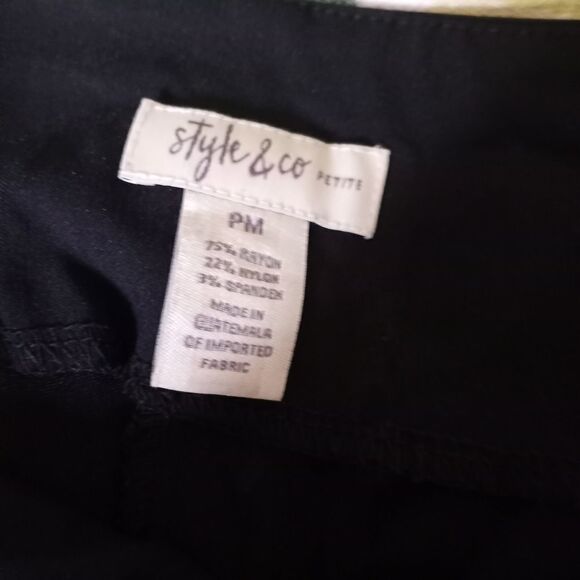 style & co PETITE
PM
75% RAYON
22% NYLON
3% SPANDEX
MADE IN
GUATEMALA
OF IMPORTED
FABRIC